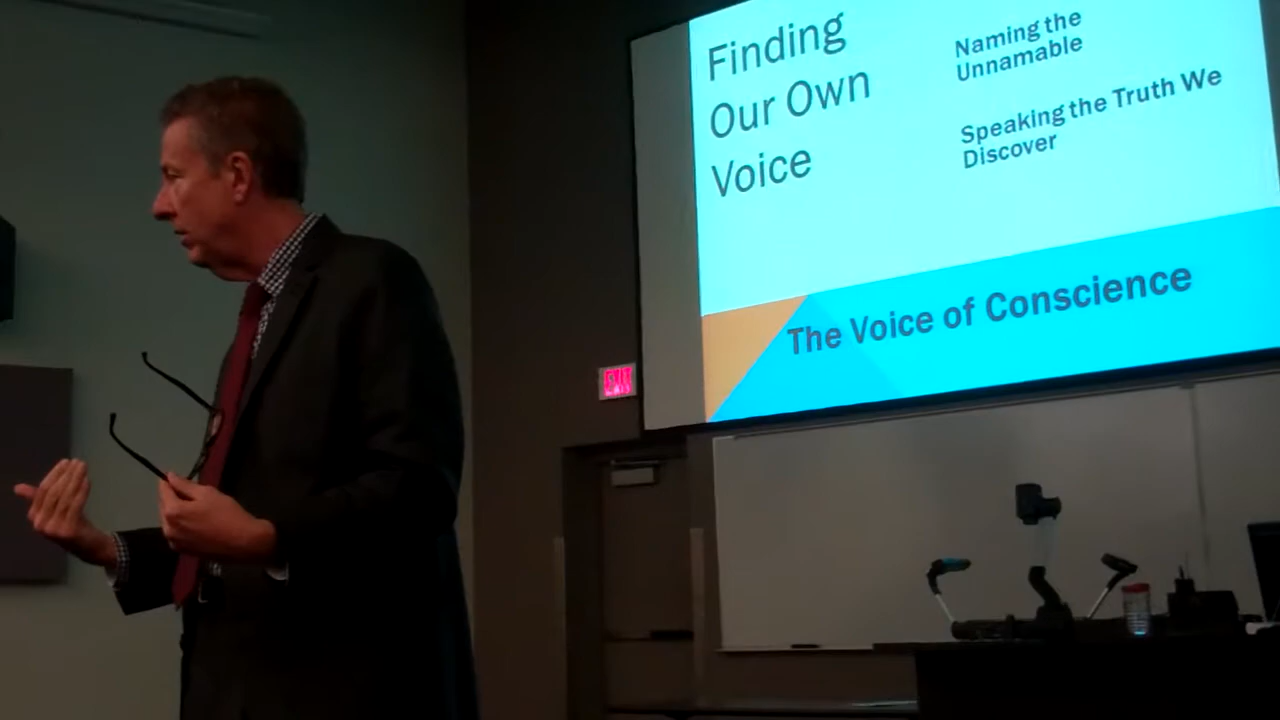 Finding
Our Own
Voice
Naming the
Unnamable
Speaking the Truth We
Discover
The Voice of Conscience
EXIT